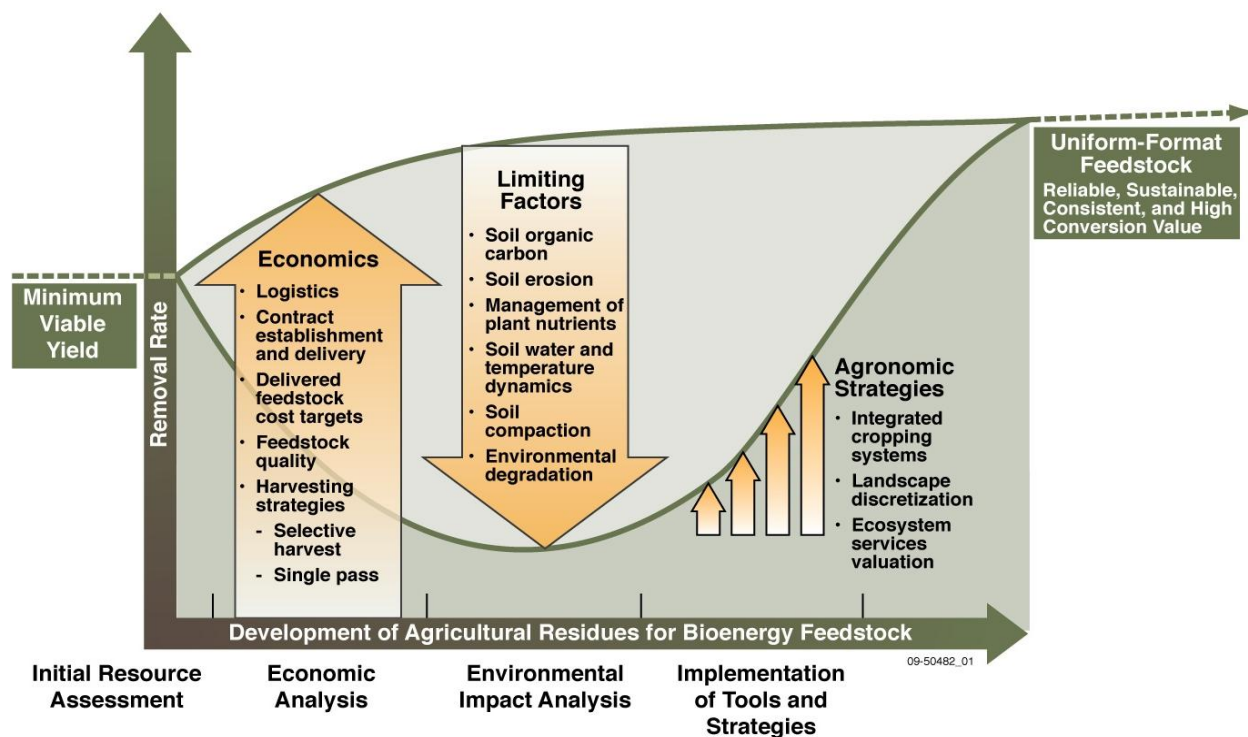 Minimum
Viable
Yield
Removal Rate
Economics
· Logistics
· Contract
establishment
and delivery
· Delivered
feedstock
cost targets
· Feedstock
quality
· Harvesting
strategies
- Selective
harvest
- Single pass
Limiting
Factors
· Soil organic
carbon
· Soil erosion
· Management of
plant nutrients
· Soil water and
temperature
dynamics
· Soil
compaction
· Environmental
degradation
Agronomic
Strategies
· Integrated
cropping
systems
· Landscape
discretization
· Ecosystem
services
valuation
Uniform-Format
Feedstock
Reliable, Sustainable,
Consistent, and High
Conversion Value
Development of Agricultural Residues for Bioenergy Feedstock
09-50482_01
Initial Resource
Assessment
Economic
Analysis
Environmental
Impact Analysis
Implementation
of Tools and
Strategies